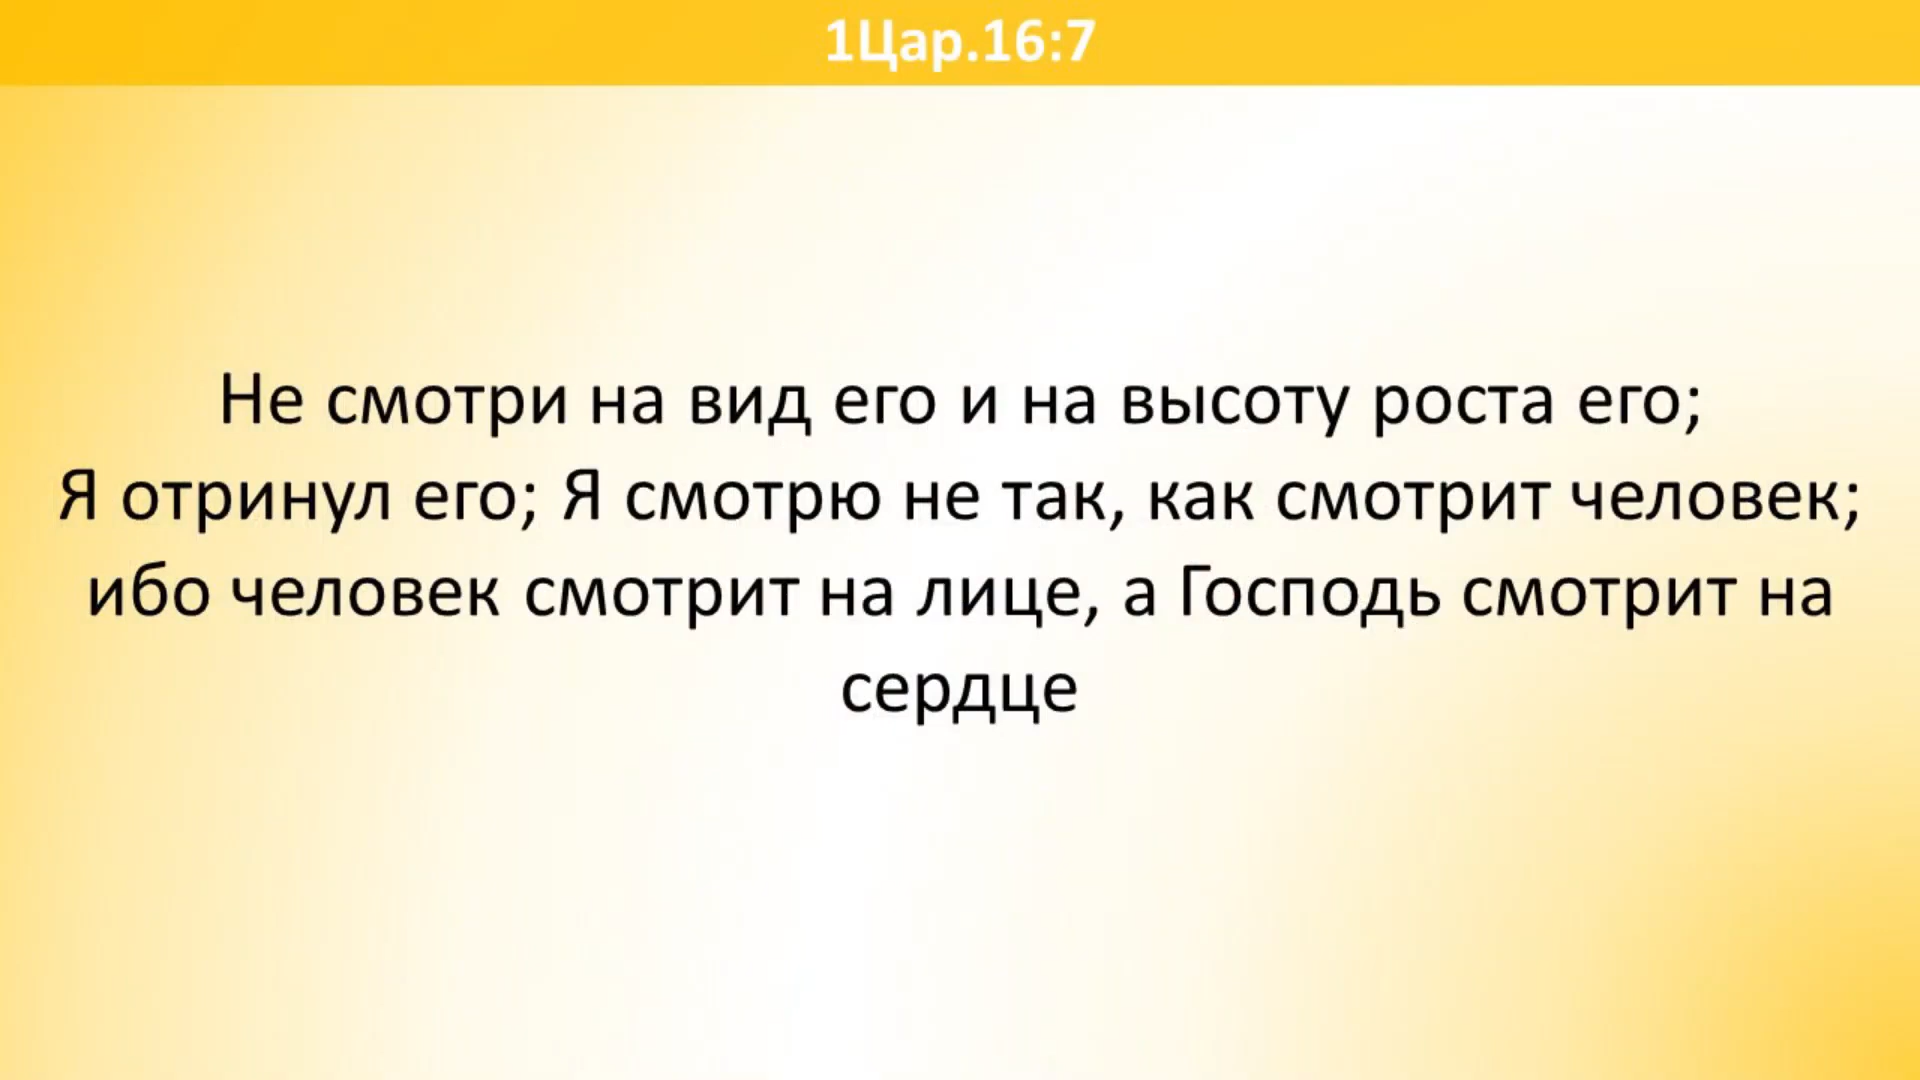 1Цар.16:7
Не смотри на вид его и на высоту роста его;
Я отринул его; Я смотрю не так, как смотрит человек;
ибо человек смотрит на лице, а Господь смотрит на
сердце